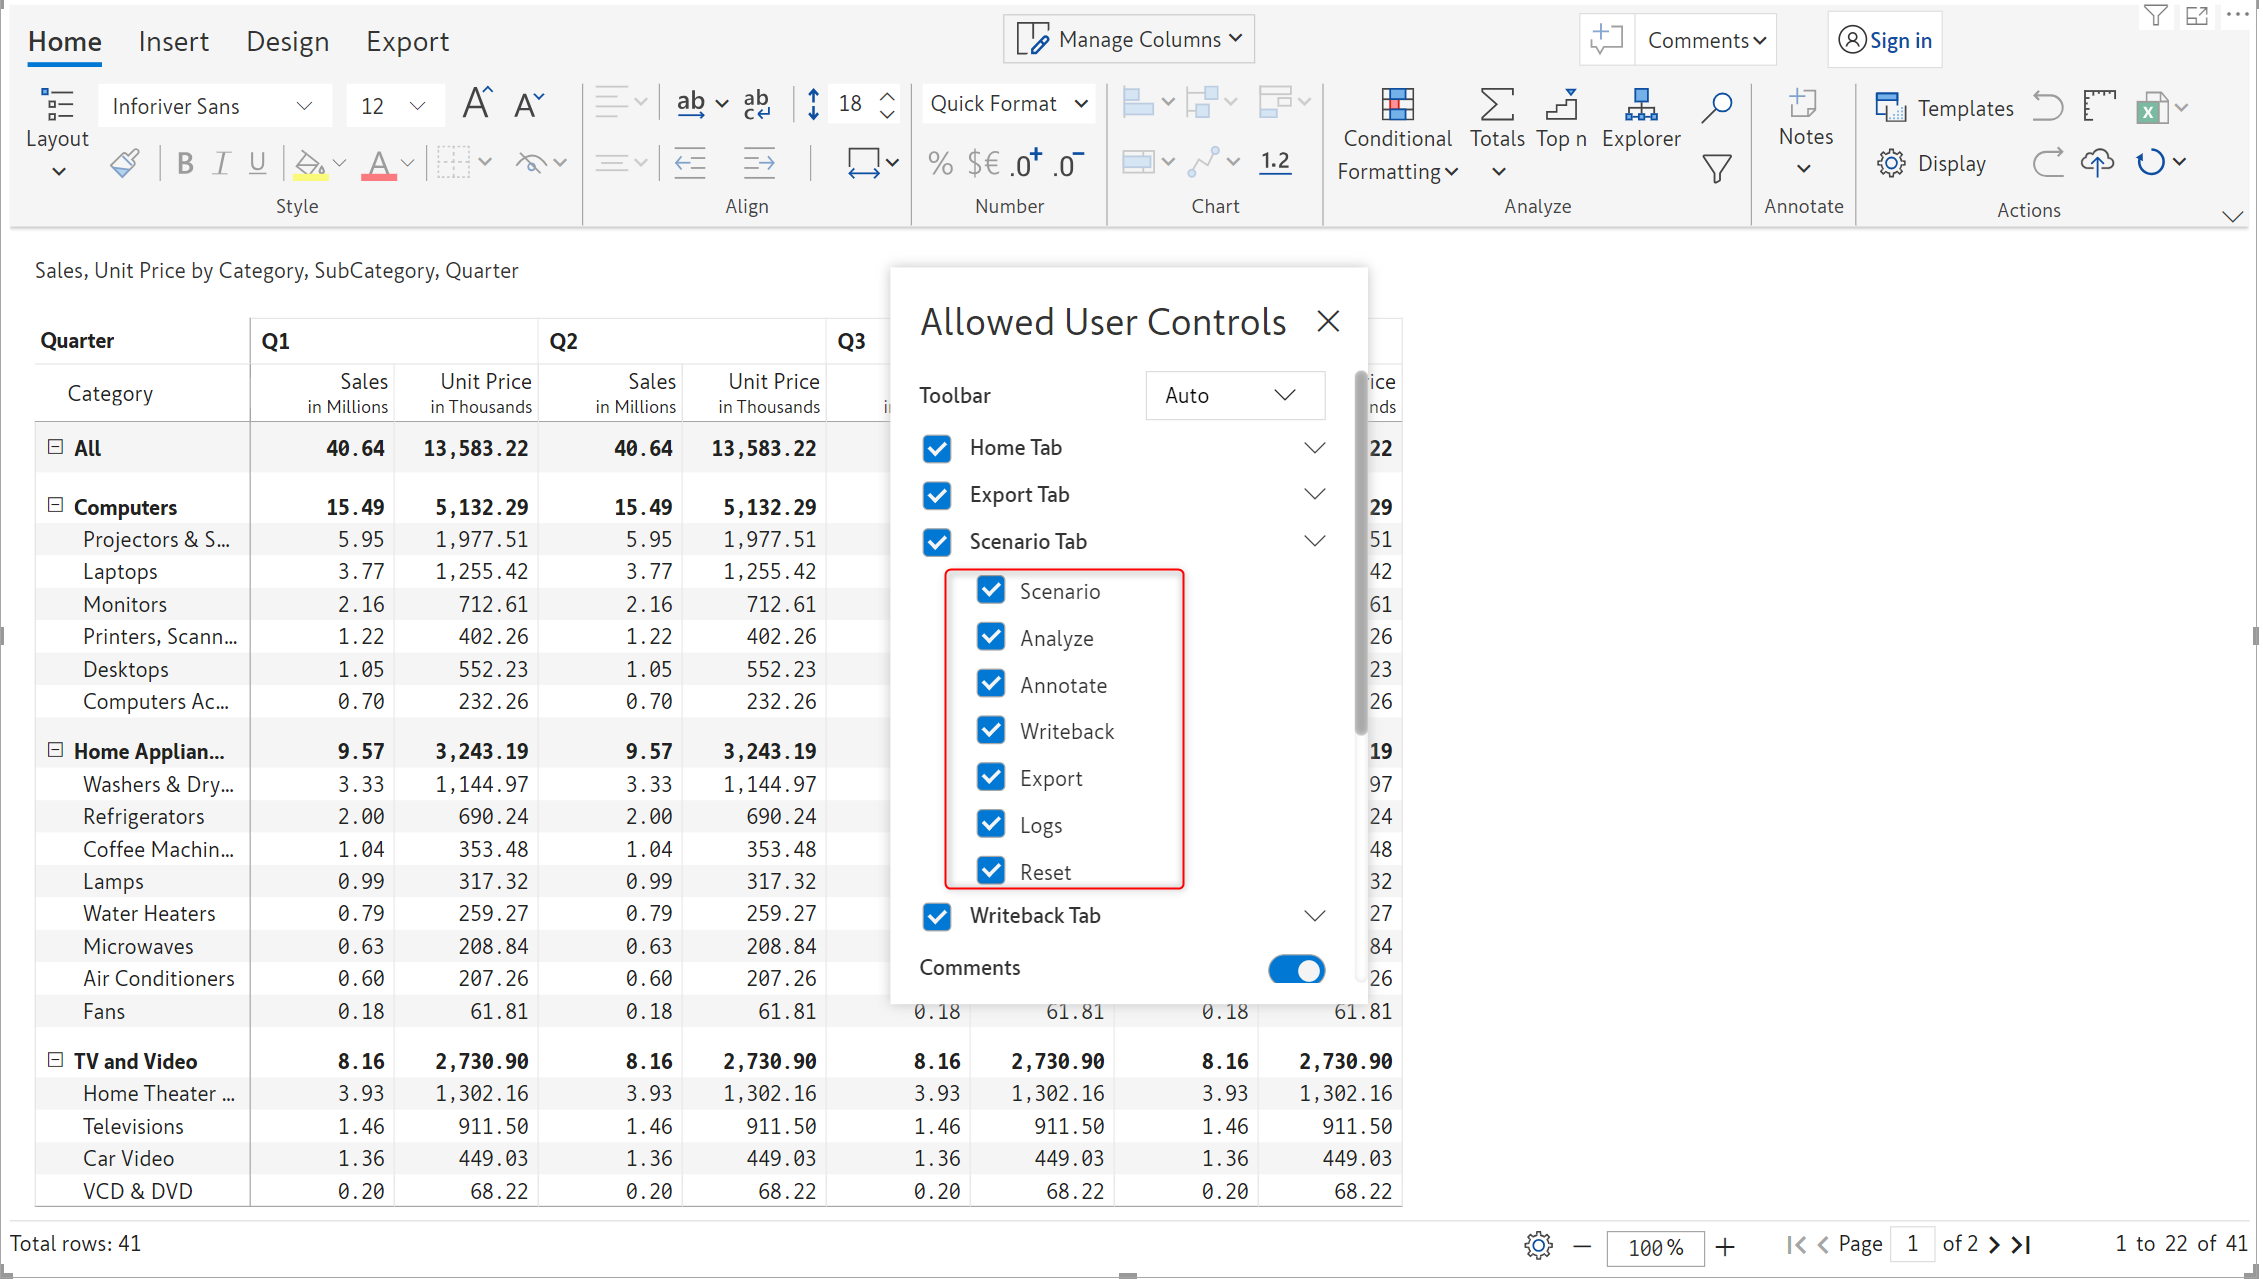 Home Insert Design Export
Manage Columns
Comments
Sign in
Layout
Inforiver Sans
12
ab
ab
c
18
Quick Format
% $€ .0+ .0-
1.2
Conditional
Formatting
Totals
Top n
Explorer
Notes
Templates
Display
Style
Align
Number
Chart
Analyze
Annotate
Actions
B I U A
Sales, Unit Price by Category, SubCategory, Quarter
Quarter Q1 Q2 Q3
Category Sales Unit Price Sales Unit Price ice
in Millions in Thousands in Millions in Thousands nds
All 40.64 13,583.22 40.64 13,583.22 22
Computers 15.49 5,132.29 15.49 5,132.29 29
Projectors & S... 5.95 1,977.51 5.95 1,977.51 51
Laptops 3.77 1,255.42 3.77 1,255.42 42
Monitors 2.16 712.61 2.16 712.61 61
Printers, Scann... 1.22 402.26 1.22 402.26 26
Desktops 1.05 552.23 1.05 552.23 23
Computers Ac... 0.70 232.26 0.70 232.26 26
Home Applian... 9.57 3,243.19 9.57 3,243.19 19
Washers & Dry... 3.33 1,144.97 3.33 1,144.97 97
Refrigerators 2.00 690.24 2.00 690.24 24
Coffee Machin... 1.04 353.48 1.04 353.48 48
Lamps 0.99 317.32 0.99 317.32 32
Water Heaters 0.79 259.27 0.79 259.27 27
Microwaves 0.63 208.84 0.63 208.84 84
Air Conditioners 0.60 207.26 0.60 207.26 26
Fans 0.18 61.81 0.18 61.81 0.18 61.81 0.18 61.81
TV and Video 8.16 2,730.90 8.16 2,730.90 8.16 2,730.90 8.16 2,730.90
Home Theater ... 3.93 1,302.16 3.93 1,302.16 3.93 1,302.16 3.93 1,302.16
Televisions 1.46 911.50 1.46 911.50 1.46 911.50 1.46 911.50
Car Video 1.36 449.03 1.36 449.03 1.36 449.03 1.36 449.03
VCD & DVD 0.20 68.22 0.20 68.22 0.20 68.22 0.20 68.22
Allowed User Controls
Toolbar Auto
Home Tab
Export Tab
Scenario Tab
Scenario
Analyze
Annotate
Writeback
Export
Logs
Reset
Writeback Tab
Comments
Total rows: 41
100 %
Page 1 of 2
1 to 22 of 41